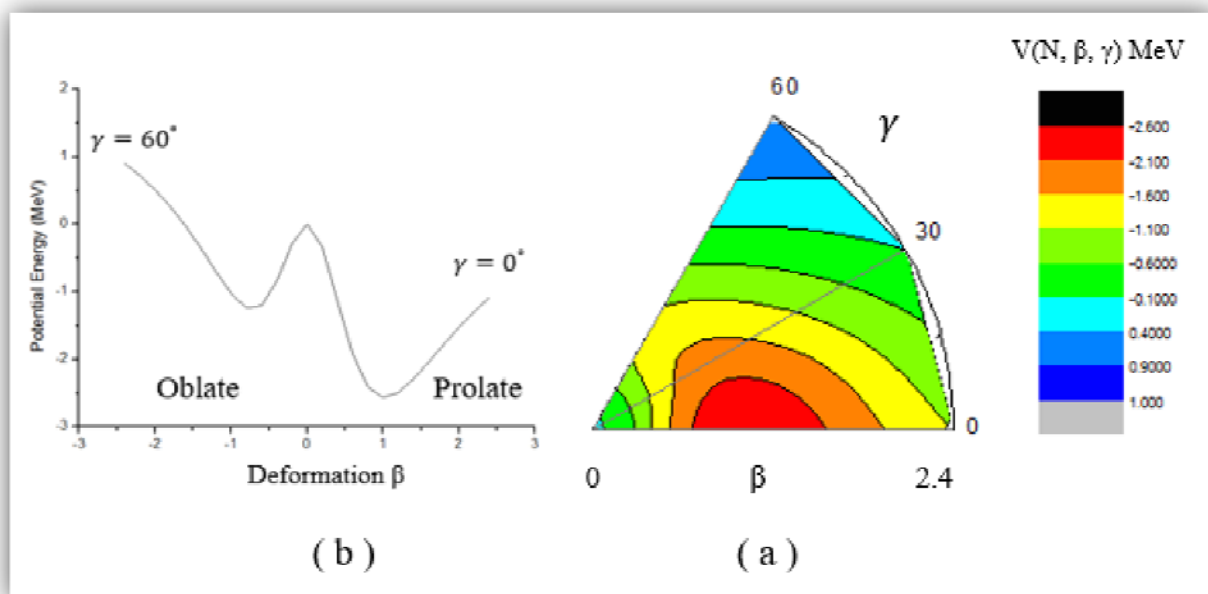 V(N, β, γ) MeV
2
1
0
-1
-2
-3
Potential Energy (MeV)
γ = 60°
γ = 0°
Oblate
Prolate
-3
-2
-1
0
1
2
3
Deformation β
( b )
60
γ
30
0
0
β
2.4
( a )
-2.600
-2.100
-1.600
-1.100
-0.6000
-0.1000
0.4000
0.9000
1.000